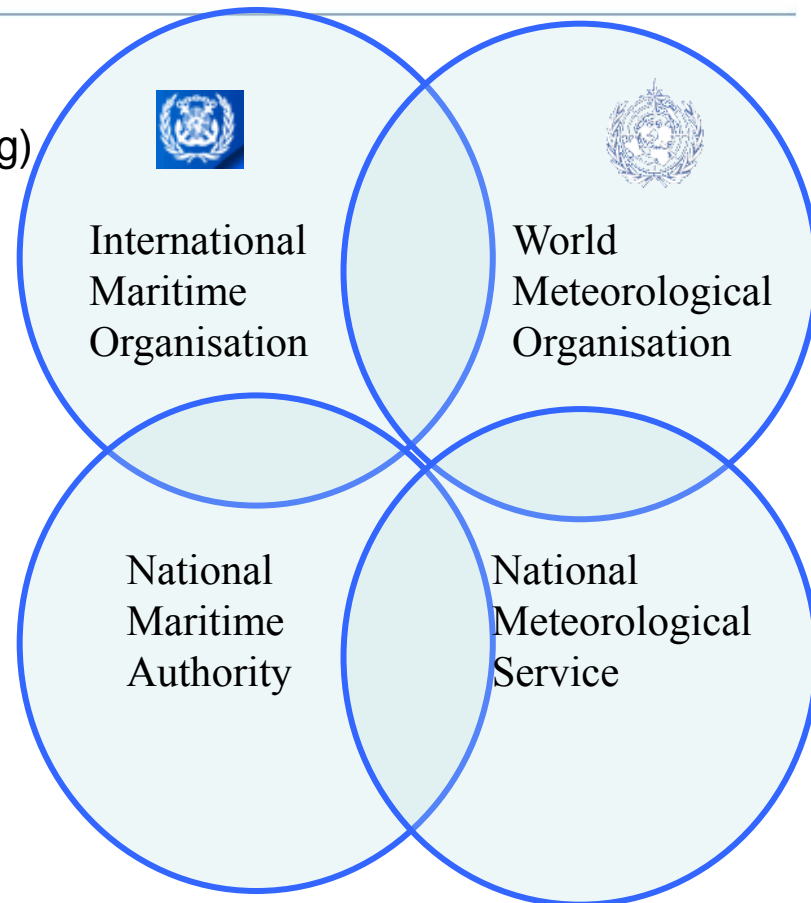 g)
International
Maritime
Organisation
World
Meteorological
Organisation
National
Maritime
Authority
National
Meteorological
Service